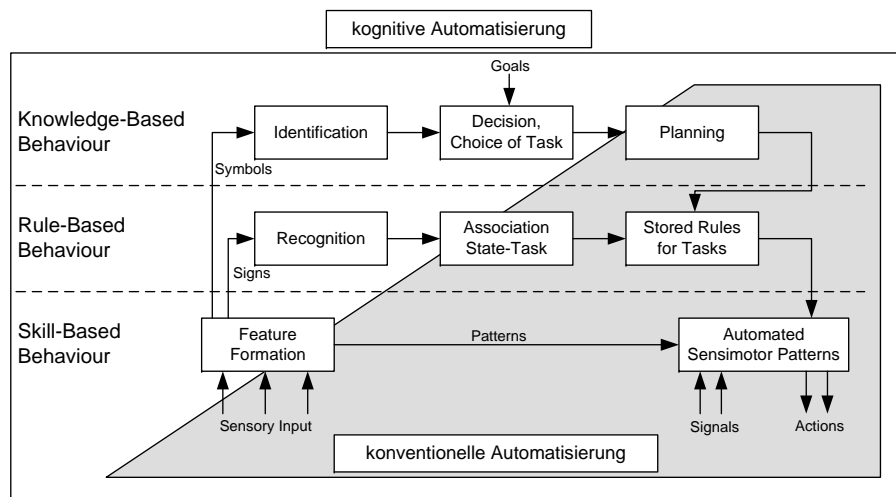 kognitive Automatisierung
Goals
Knowledge-Based
Behaviour
Identification
Decision,
Choice of Task
Planning
Symbols
Rule-Based
Behaviour
Recognition
Association
State-Task
Stored Rules
for Tasks
Signs
Skill-Based
Behaviour
Feature
Formation
Patterns
Automated
Sensimotor Patterns
Sensory Input
Signals
Actions
konventionelle Automatisierung